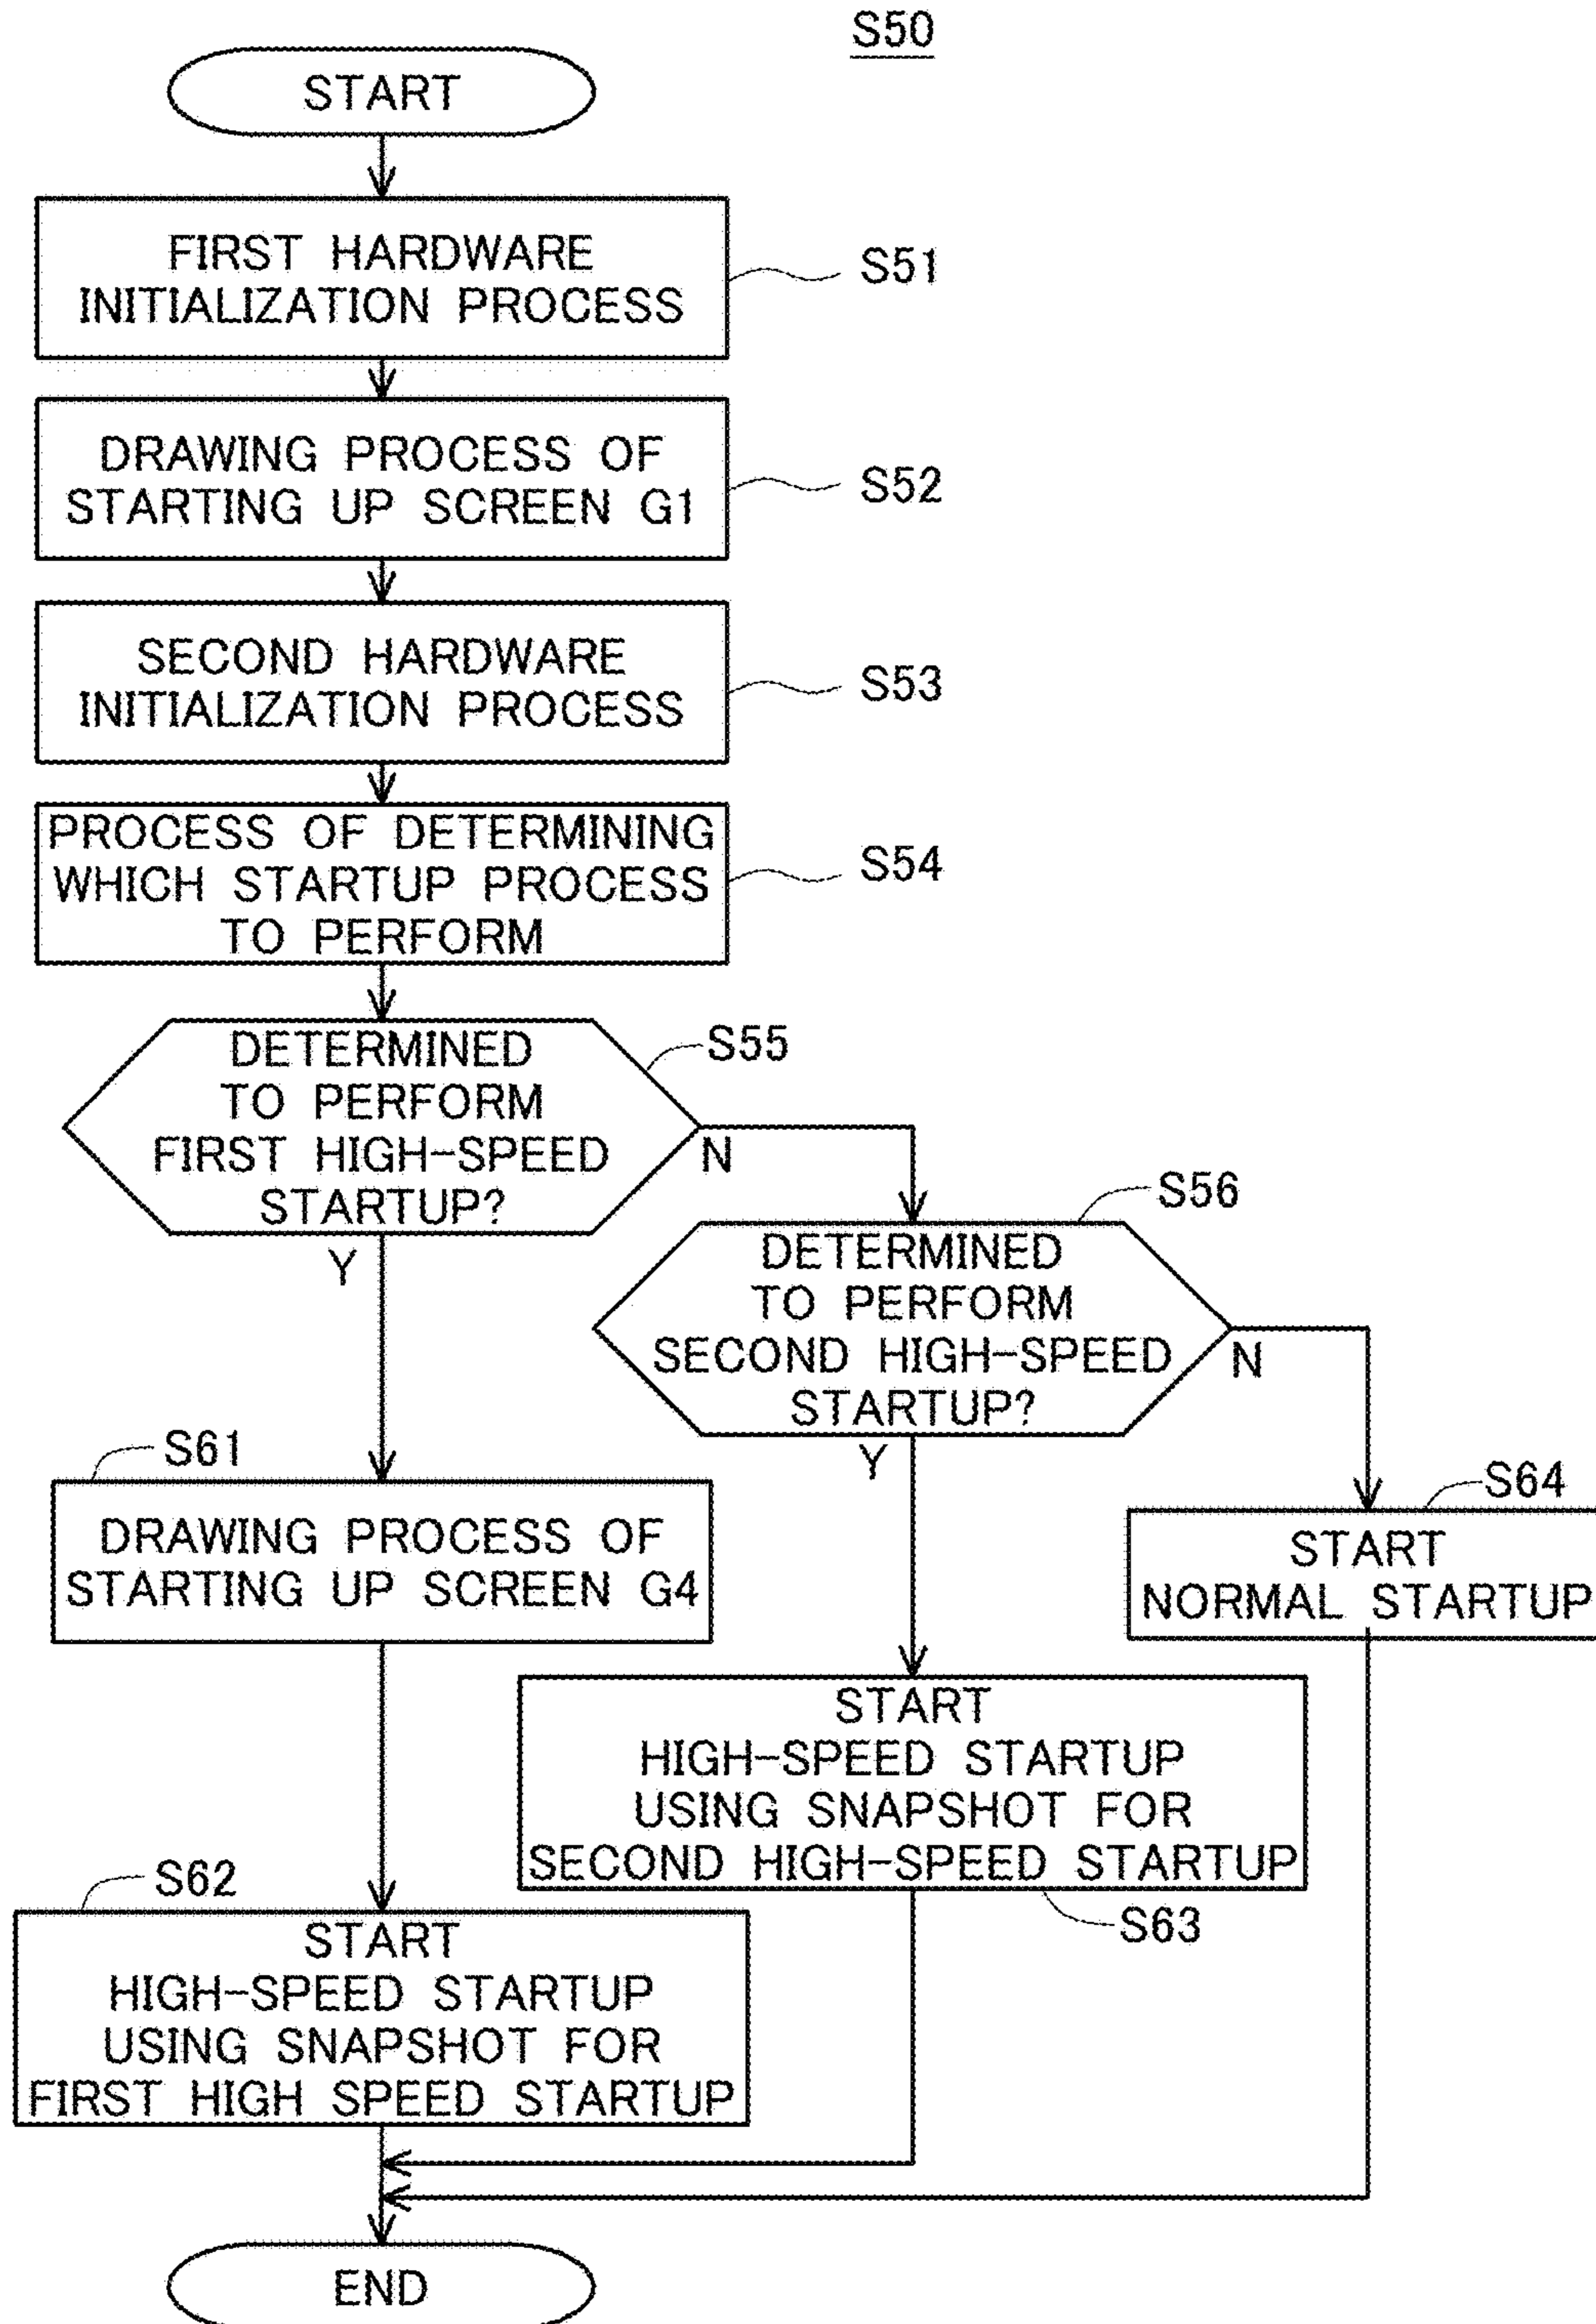 S50
START
FIRST HARDWARE
INITIALIZATION PROCESS
S51
DRAWING PROCESS OF
STARTING UP SCREEN G1
S52
SECOND HARDWARE
INITIALIZATION PROCESS
S53
PROCESS OF DETERMINING
WHICH STARTUP PROCESS
TO PERFORM
S54
DETERMINED
TO PERFORM
FIRST HIGH-SPEED
STARTUP?
S55
N
Y
S56
DETERMINED
TO PERFORM
SECOND HIGH-SPEED
STARTUP?
N
Y
S61
DRAWING PROCESS OF
STARTING UP SCREEN G4
S64
START
NORMAL STARTUP
START
HIGH-SPEED STARTUP
USING SNAPSHOT FOR
SECOND HIGH-SPEED STARTUP
S63
S62
START
HIGH-SPEED STARTUP
USING SNAPSHOT FOR
FIRST HIGH SPEED STARTUP
END